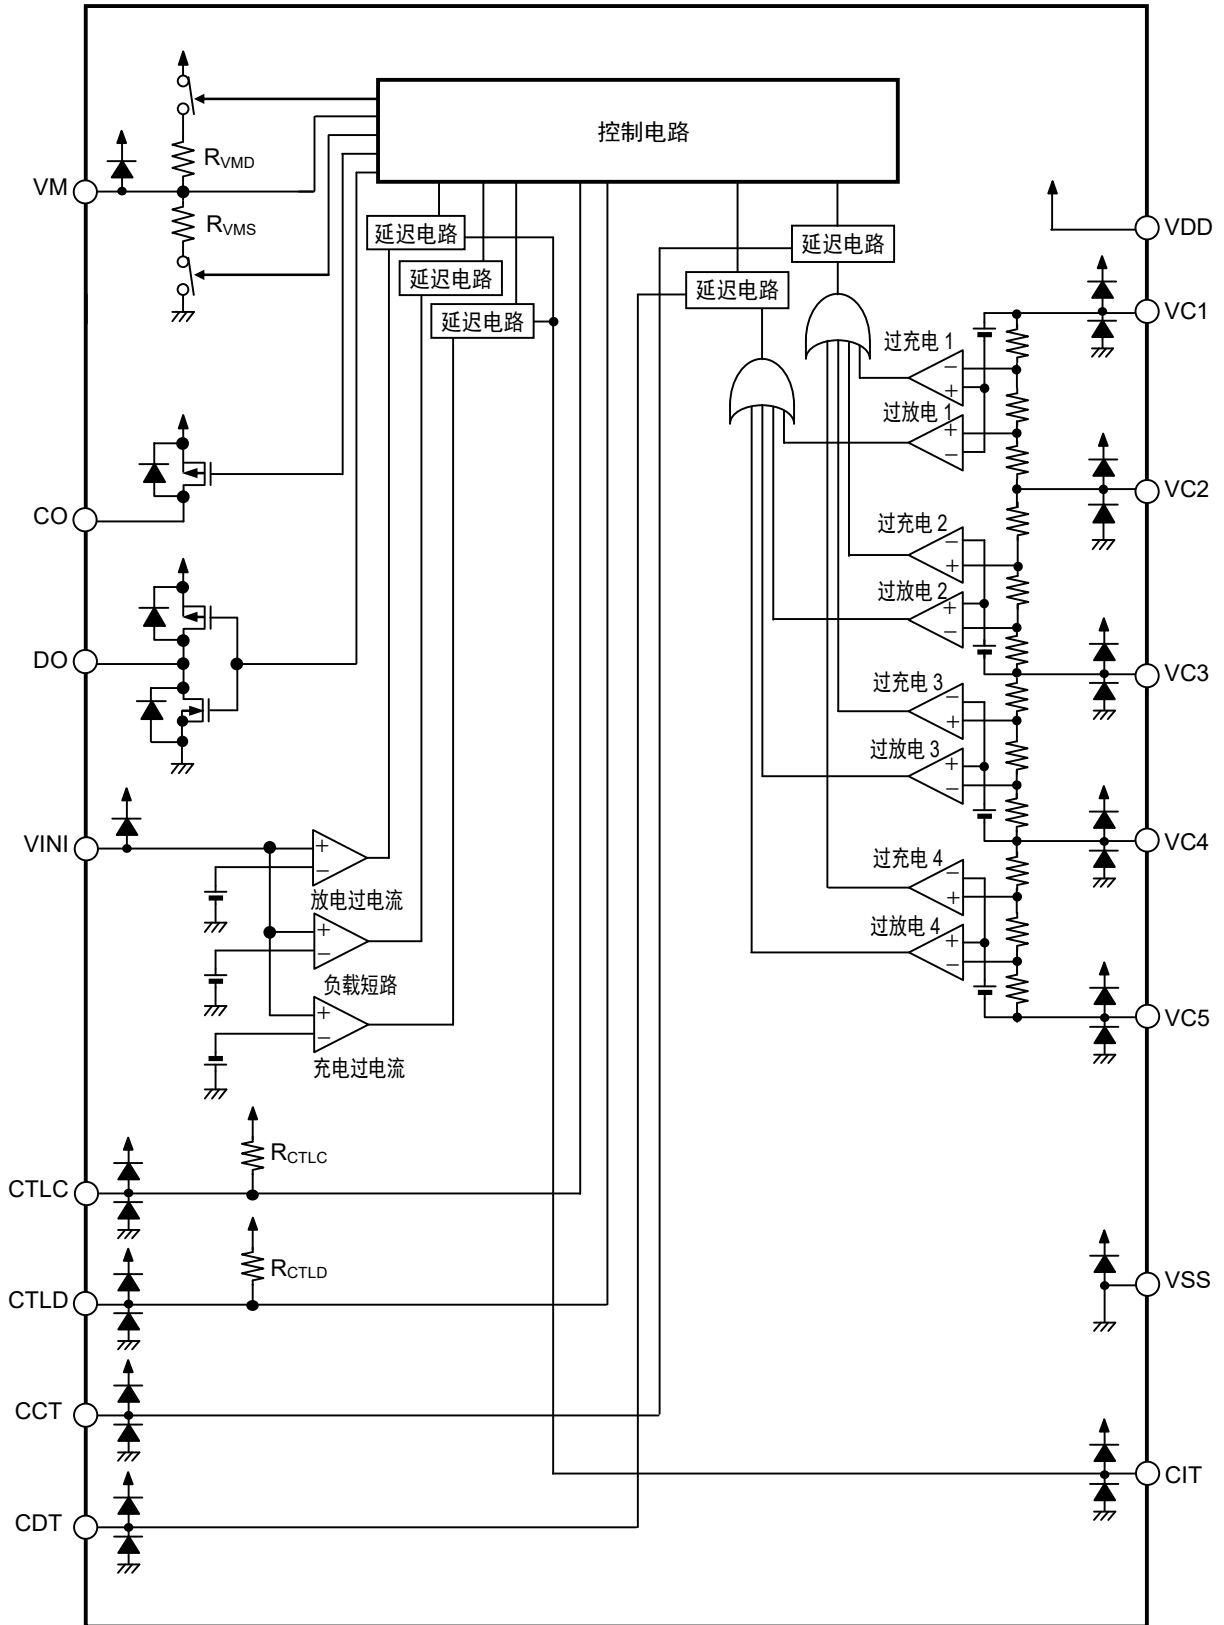 控制电路
RVMD
VM
RVMS
VDD
延迟电路
延迟电路
延迟电路
延迟电路
延迟电路
VC1
过充电 1
－
＋
过放电 1
＋
－
VC2
CO
过充电 2
－
＋
过放电 2
＋
－
DO
VC3
过充电 3
－
＋
过放电 3
＋
－
VINI
VC4
＋
－
放电过电流
过充电 4
－
＋
过放电 4
＋
－
＋
－
负载短路
VC5
＋
－
充电过电流
RCTLC
CTLC
RCTLD
CTLD
VSS
CCT
CIT
CDT